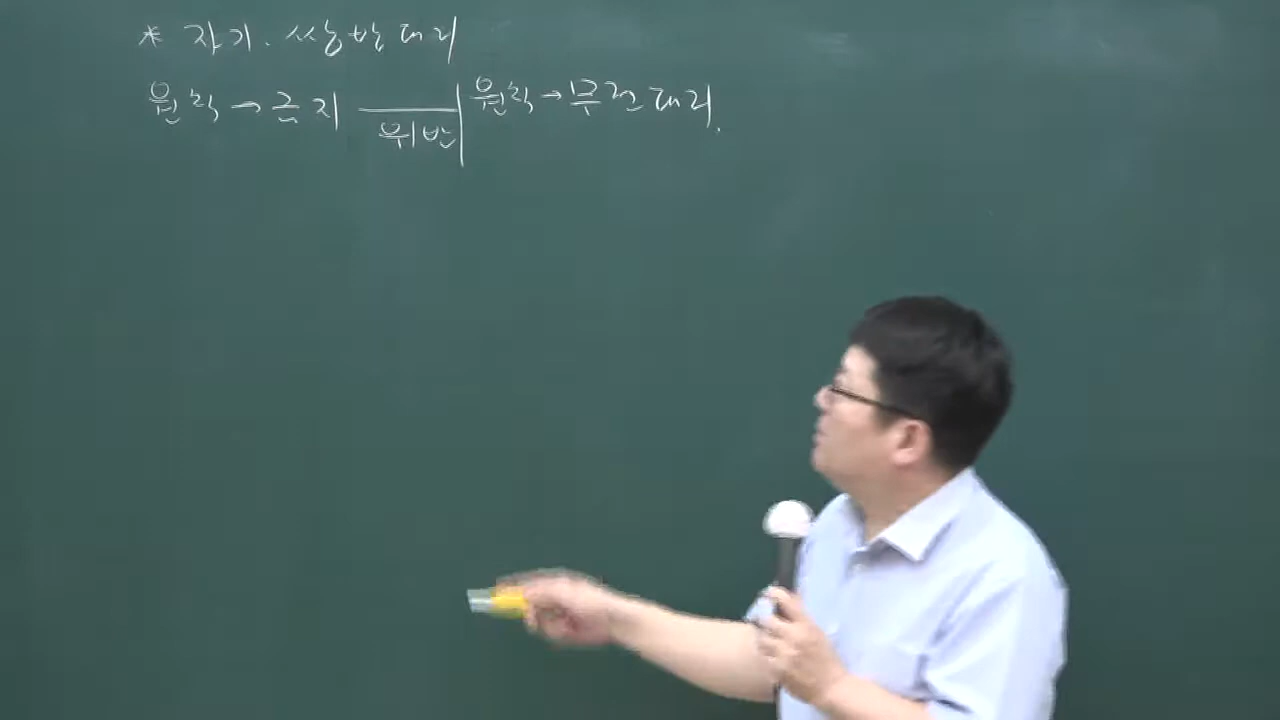 * 자기. 쌍방대리
원칙 → 금지 위반 원칙 → 무권대리.